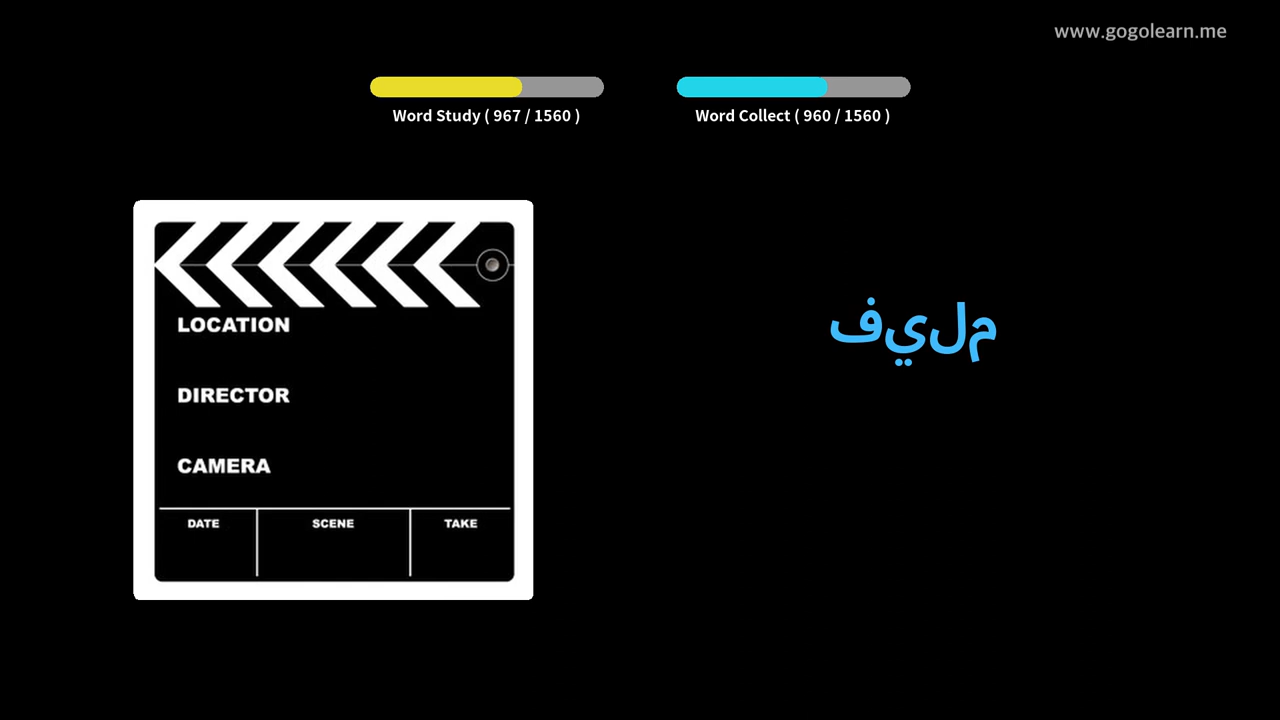 www.gogolearn.me
Word Study ( 967 / 1560 )
Word Collect ( 960 / 1560 )
LOCATION
DIRECTOR
CAMERA
DATE SCENE TAKE
فيلم